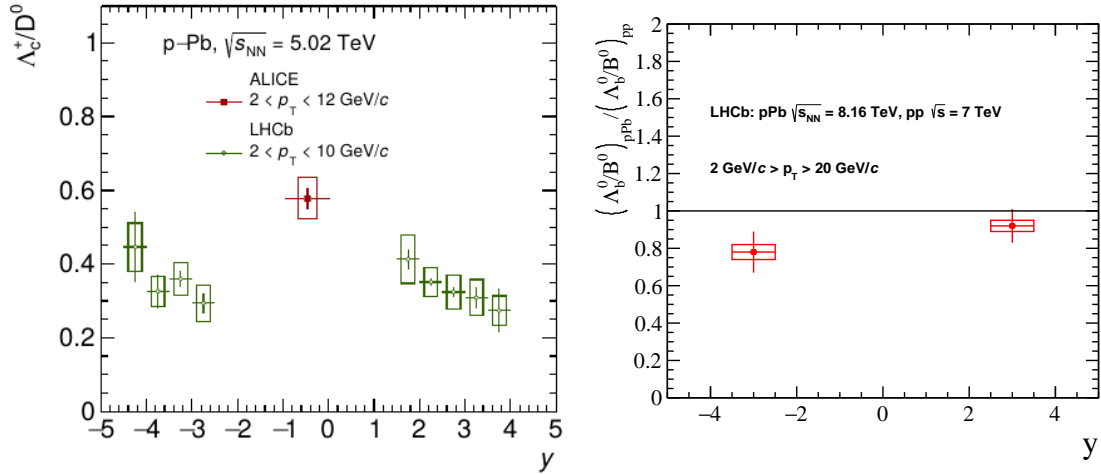 Λc+/D0
p−Pb, √sNN = 5.02 TeV
ALICE
2 < pT < 12 GeV/c
LHCb
2 < pT < 10 GeV/c
1
0.8
0.6
0.4
0.2
0
−5 −4 −3 −2 −1 0 1 2 3 4 5
y
(Λb0/B0)pPb/(Λb0/B0)pp
LHCb: pPb √sNN = 8.16 TeV, pp √s = 7 TeV
2 GeV/c > pT > 20 GeV/c
2
1.8
1.6
1.4
1.2
1
0.8
0.6
0.4
0.2
0
−4 −2 0 2 4
y